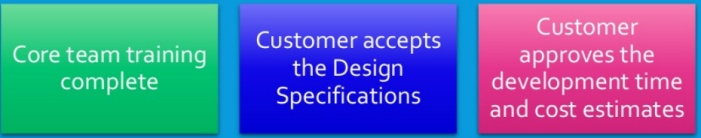 Core team training
complete
Customer accepts
the Design
Specifications
Customer
approves the
development time
and cost estimates